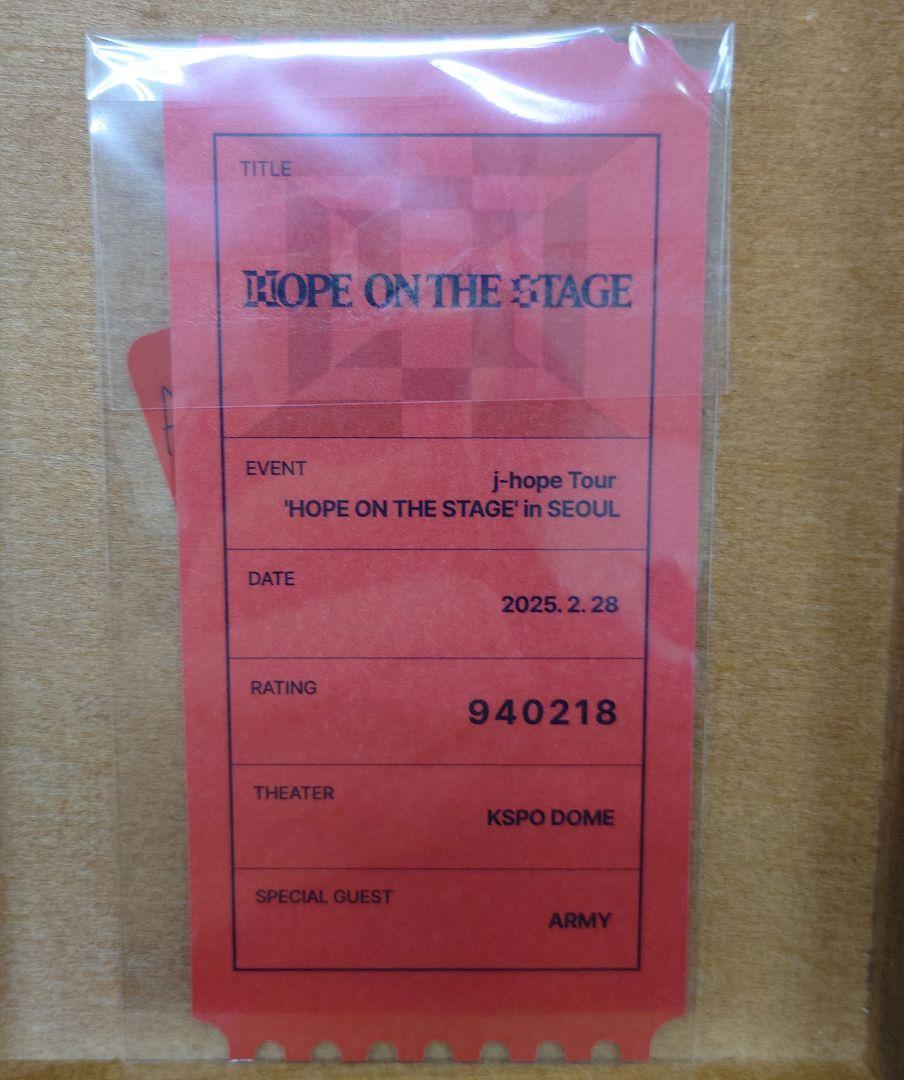 TITLE
HOPE ON THE STAGE
EVENT
j-hope Tour
'HOPE ON THE STAGE' in SEOUL
DATE
2025. 2. 28
RATING
940218
THEATER
KSPO DOME
SPECIAL GUEST
ARMY